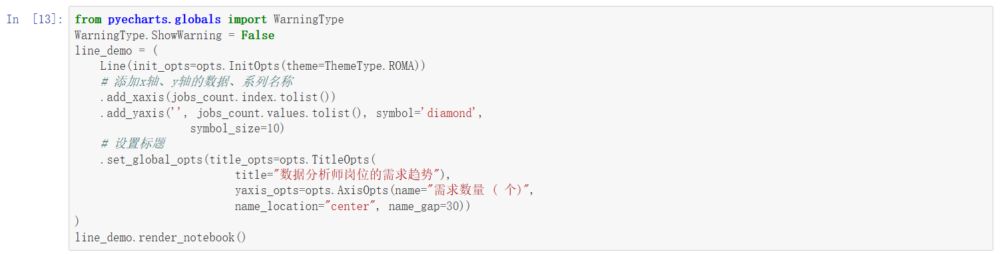 In [13]:
from pyecharts.globals import WarningType
WarningType.ShowWarning = False
line_demo = (
    Line(init_opts=opts.InitOpts(theme=ThemeType.ROMA))
    # 添加x轴、y轴的数据、系列名称
    .add_xaxis(jobs_count.index.tolist())
    .add_yaxis('', jobs_count.values.tolist(), symbol='diamond',
                  symbol_size=10)
    # 设置标题
    .set_global_opts(title_opts=opts.TitleOpts(
                         title="数据分析师岗位的需求趋势"),
                         yaxis_opts=opts.AxisOpts(name="需求数量 ( 个)",
                         name_location="center", name_gap=30))
)
line_demo.render_notebook()